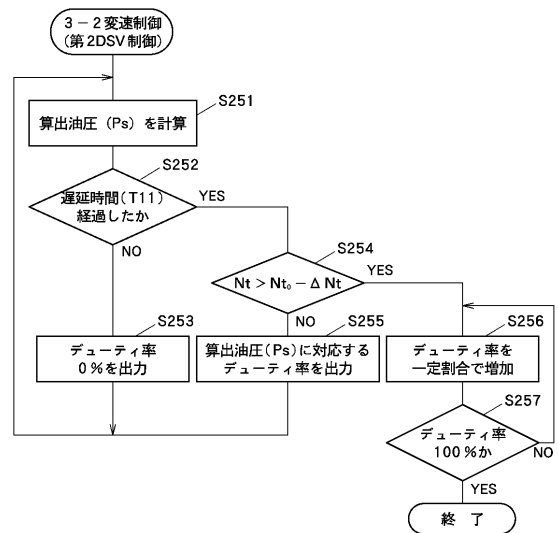 3－2変速制御
(第2DSV制御)
S251
算出油圧（Ps）を計算
S252
遅延時間(T11)
経過したか
YES
NO
S254
Nt＞Nt₀－ΔNt
YES
NO
S253
デューティ率
0％を出力
S255
算出油圧(Ps)に対応する
デューティ率を出力
S256
デューティ率を
一定割合で増加
S257
デューティ率
100％か
NO
YES
終 了